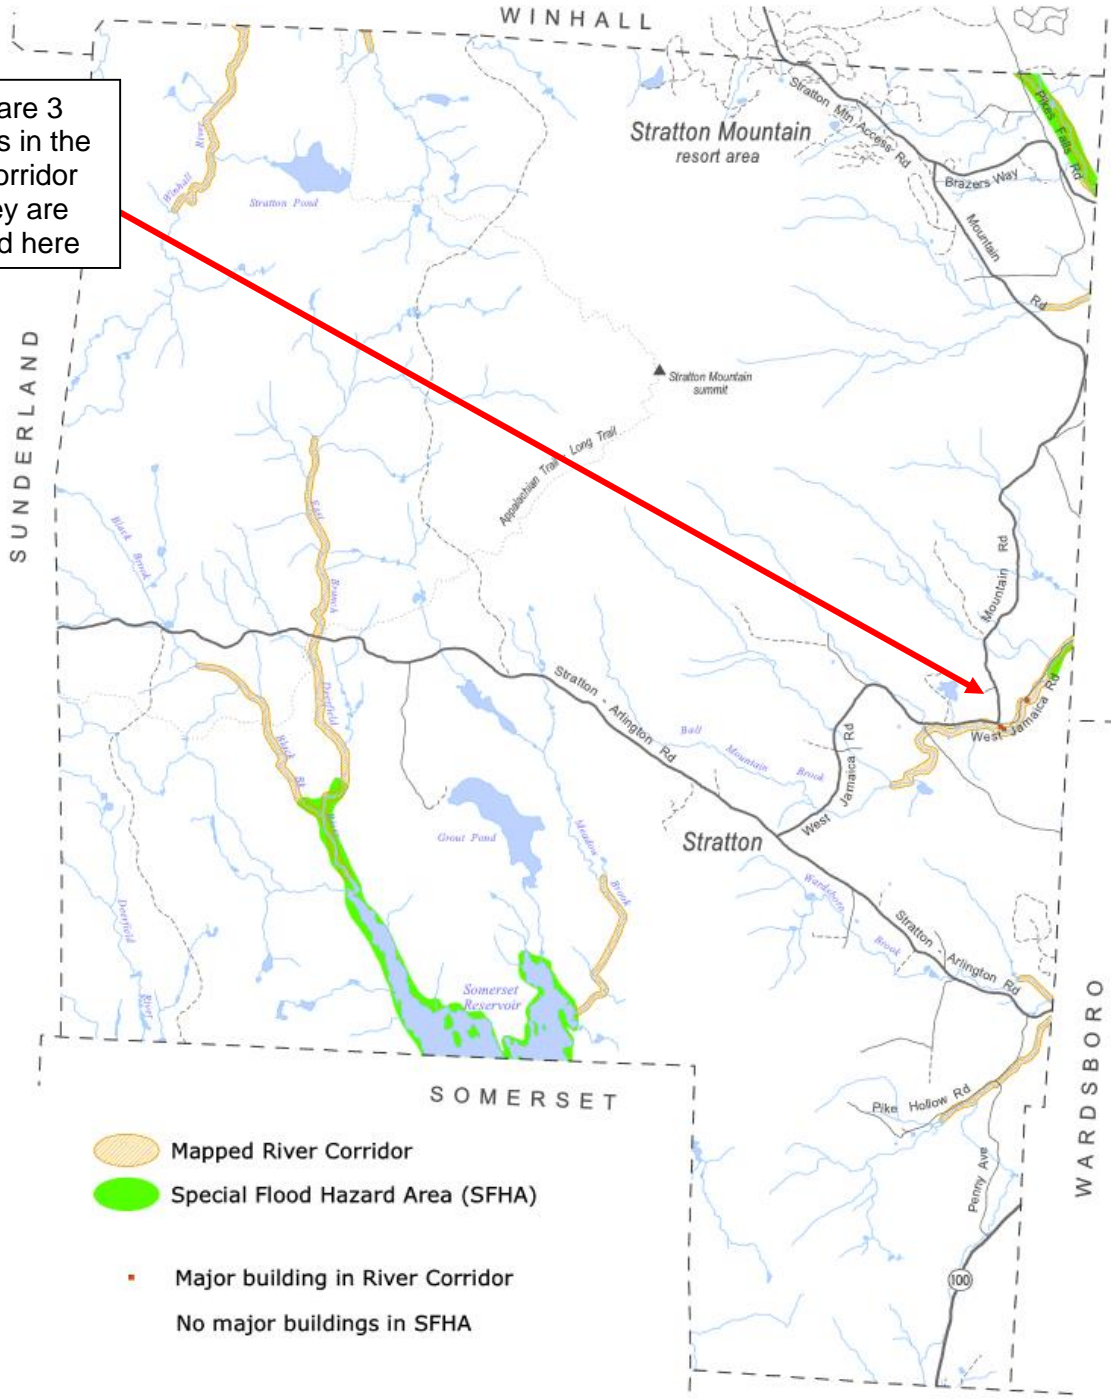 WINHALL
are 3
s in the
orridor
ey are
d here
Stratton Mountain
resort area
Stratton Mtn Access Rd
Pikes Falls Rd
Brazers Way
Mountain
Rd
Winhall
River
Stratton Pond
SUNDERLAND
Stratton Mountain
summit
Appalachian Trail - Long Trail
Black
Brook
East
Branch
Deerfield
Mountain Rd
Stratton - Arlington Rd
West Jamaica Rd
Ball
Mountain
Brook
West Jamaica Rd
Black Bk
Grout Pond
Meadow
Brook
Stratton
Wardsboro
Brook
Stratton - Arlington Rd
Deerfield
River
Somerset
Reservoir
WARDSBORO
SOMERSET
Pike Hollow Rd
Penny Ave
100
Mapped River Corridor
Special Flood Hazard Area (SFHA)
Major building in River Corridor
No major buildings in SFHA